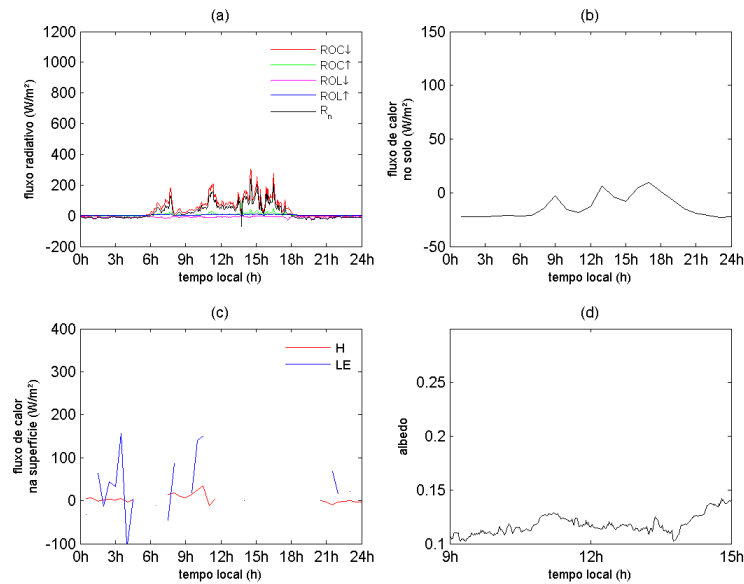 (a)
fluxo radiativo (W/m²)
1200
1000
800
600
400
200
0
-200
ROC↓
ROC↑
ROL↓
ROL↑
Rn
0h 3h 6h 9h 12h 15h 18h 21h 24h
tempo local (h)
(b)
fluxo de calor
no solo (W/m²)
150
100
50
0
-50
0h 3h 6h 9h 12h 15h 18h 21h 24h
tempo local (h)
(c)
fluxo de calor
na superfície (W/m²)
400
300
200
100
0
-100
H
LE
0h 3h 6h 9h 12h 15h 18h 21h 24h
tempo local (h)
(d)
albedo
0.25
0.2
0.15
0.1
9h 12h 15h
tempo local (h)